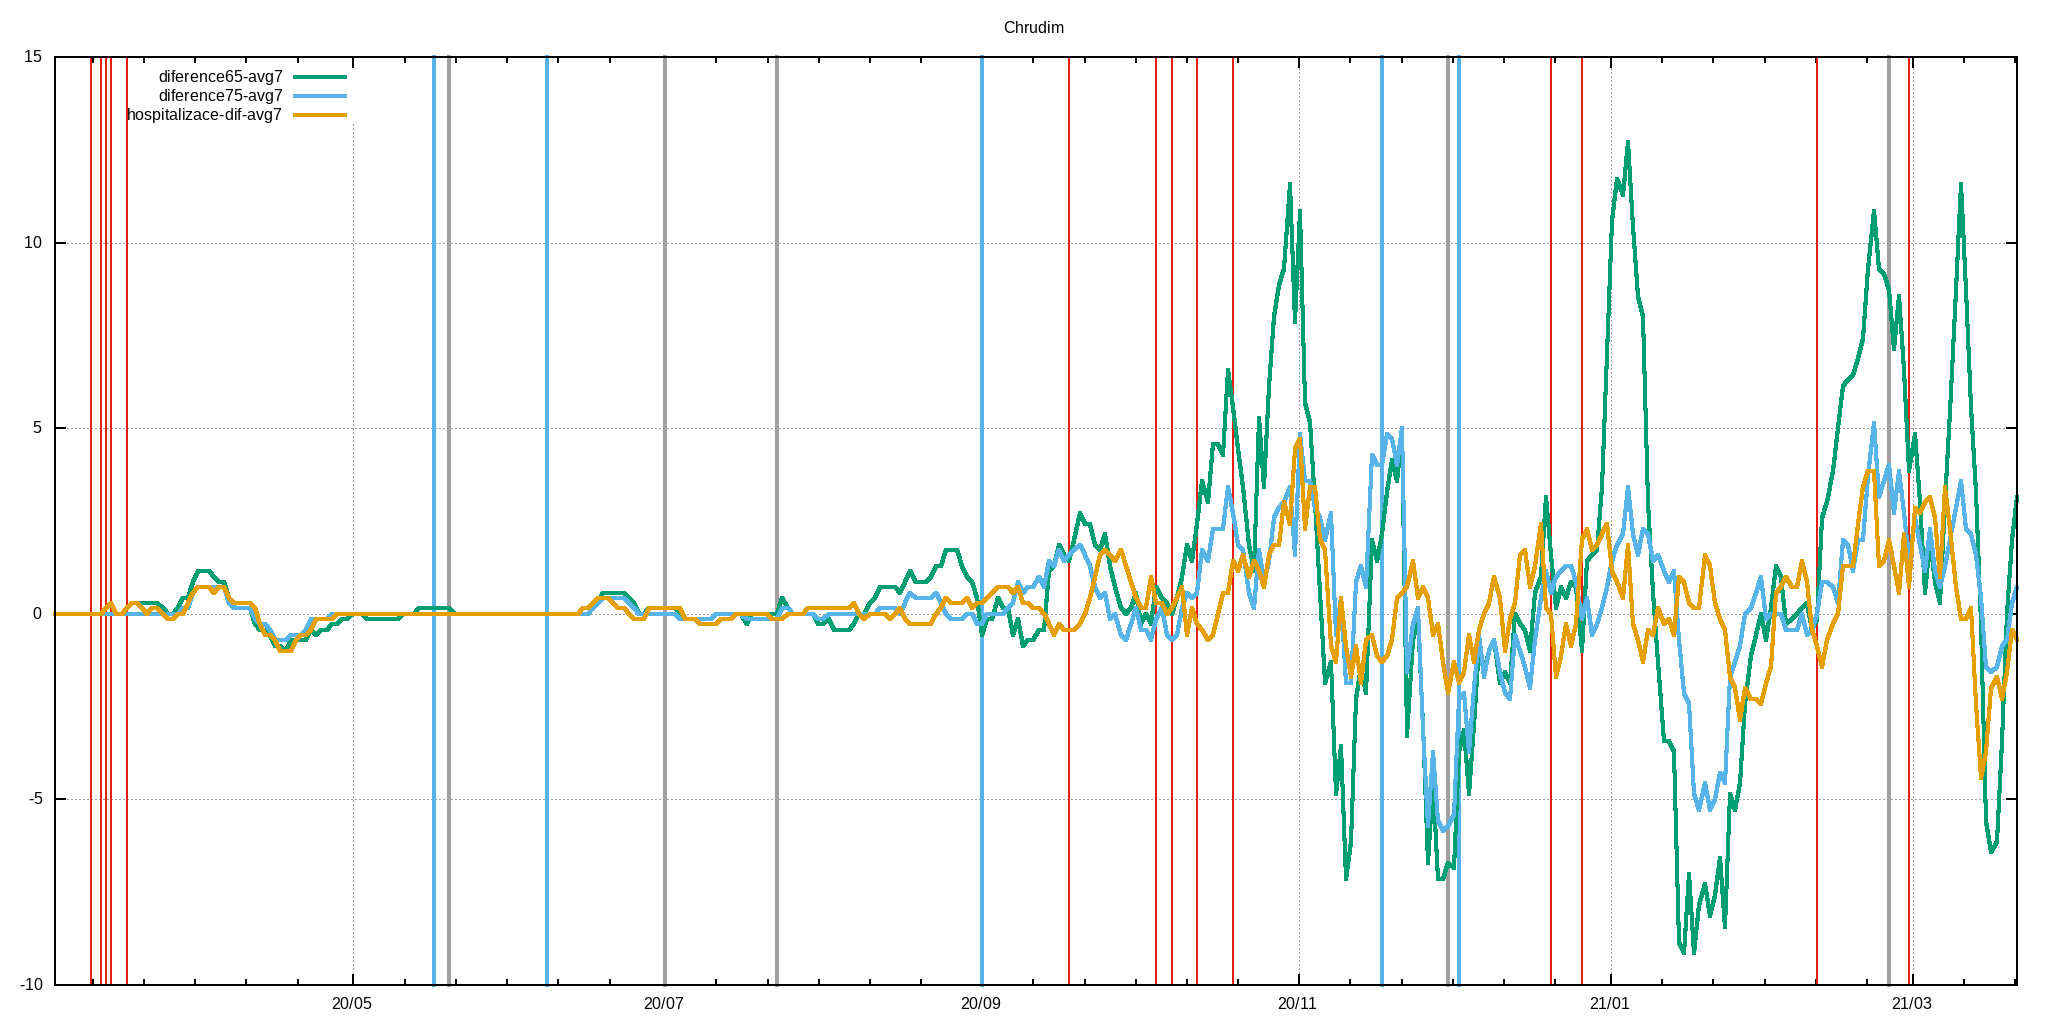 Chrudim
15
diference65-avg7
diference75-avg7
hospitalizace-dif-avg7
10
5
0
-5
-10
20/05 20/07 20/09 20/11 21/01 21/03